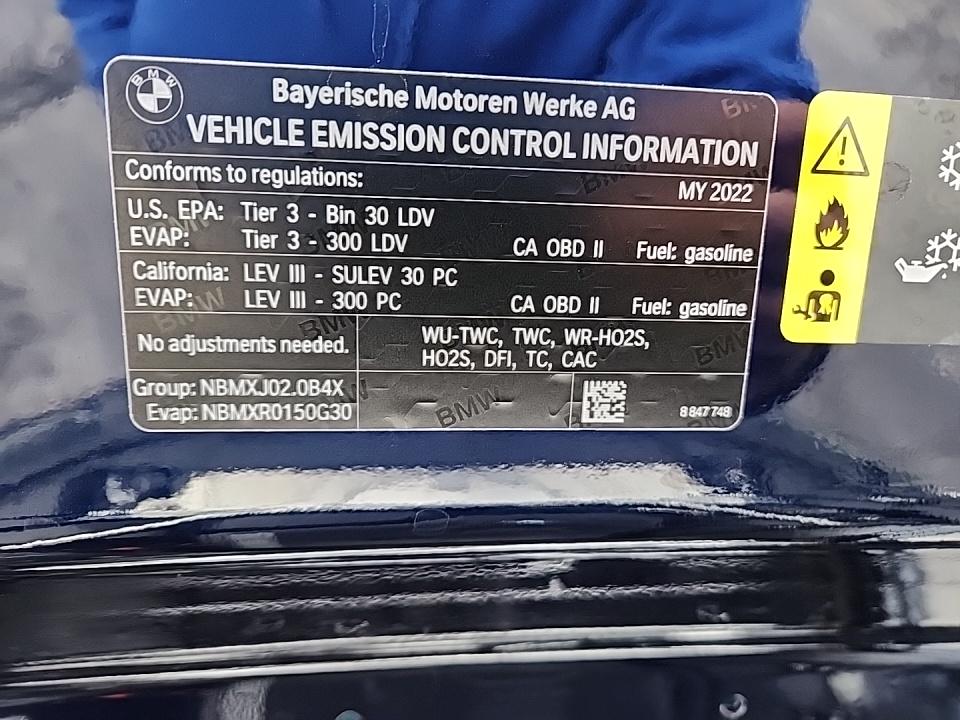 BMW
Bayerische Motoren Werke AG
VEHICLE EMISSION CONTROL INFORMATION
Conforms to regulations:
MY 2022
U.S. EPA: Tier 3 - Bin 30 LDV
EVAP: Tier 3 - 300 LDV CA OBD II Fuel: gasoline
California: LEV III - SULEV 30 PC
EVAP: LEV III - 300 PC CA OBD II Fuel: gasoline
No adjustments needed.
WU-TWC, TWC, WR-HO2S,
HO2S, DFI, TC, CAC
Group: NBMXJ02.0B4X
Evap: NBMXR0150G30
8 847 748